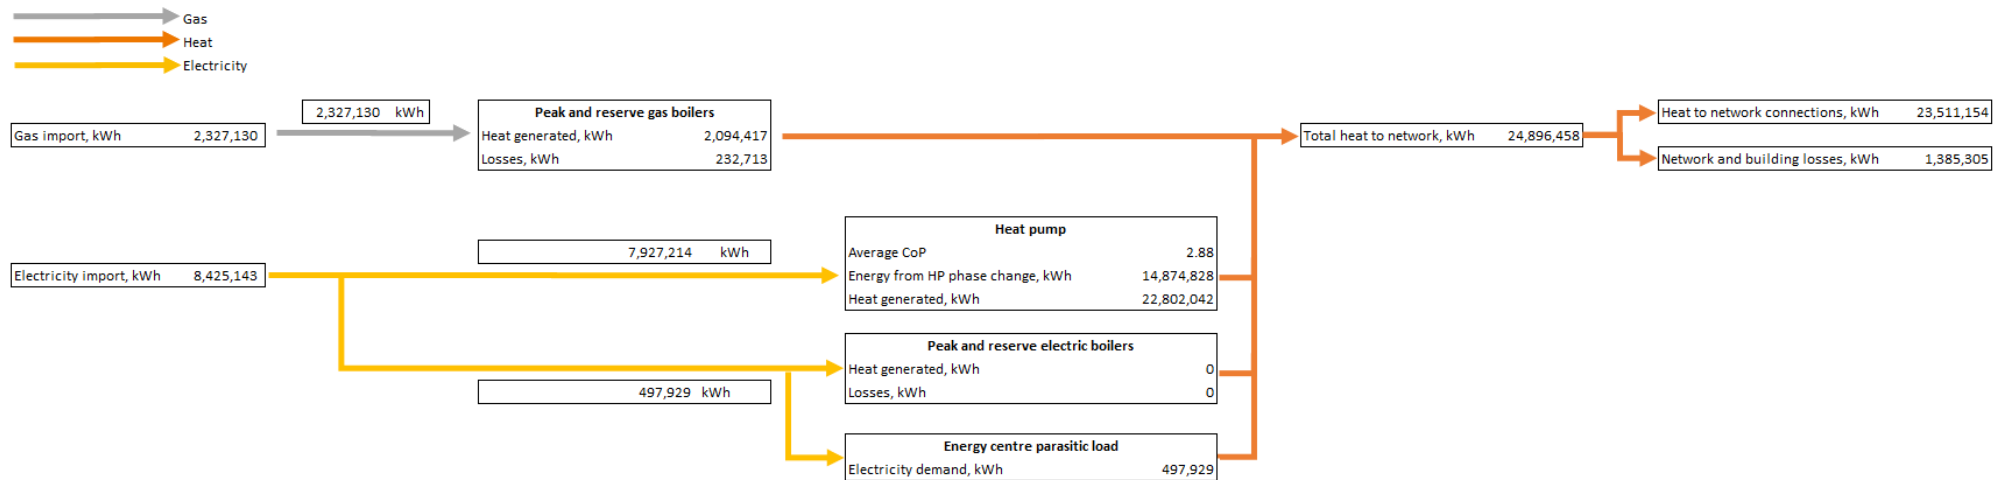 Gas
Heat
Electricity
2,327,130 kWh
Gas import, kWh 2,327,130
Peak and reserve gas boilers
Heat generated, kWh 2,094,417
Losses, kWh 232,713
Total heat to network, kWh 24,896,458
Heat to network connections, kWh 23,511,154
Network and building losses, kWh 1,385,305
Electricity import, kWh 8,425,143
7,927,214 kWh
Heat pump
Average CoP 2.88
Energy from HP phase change, kWh 14,874,828
Heat generated, kWh 22,802,042
497,929 kWh
Peak and reserve electric boilers
Heat generated, kWh 0
Losses, kWh 0
Energy centre parasitic load
Electricity demand, kWh 497,929